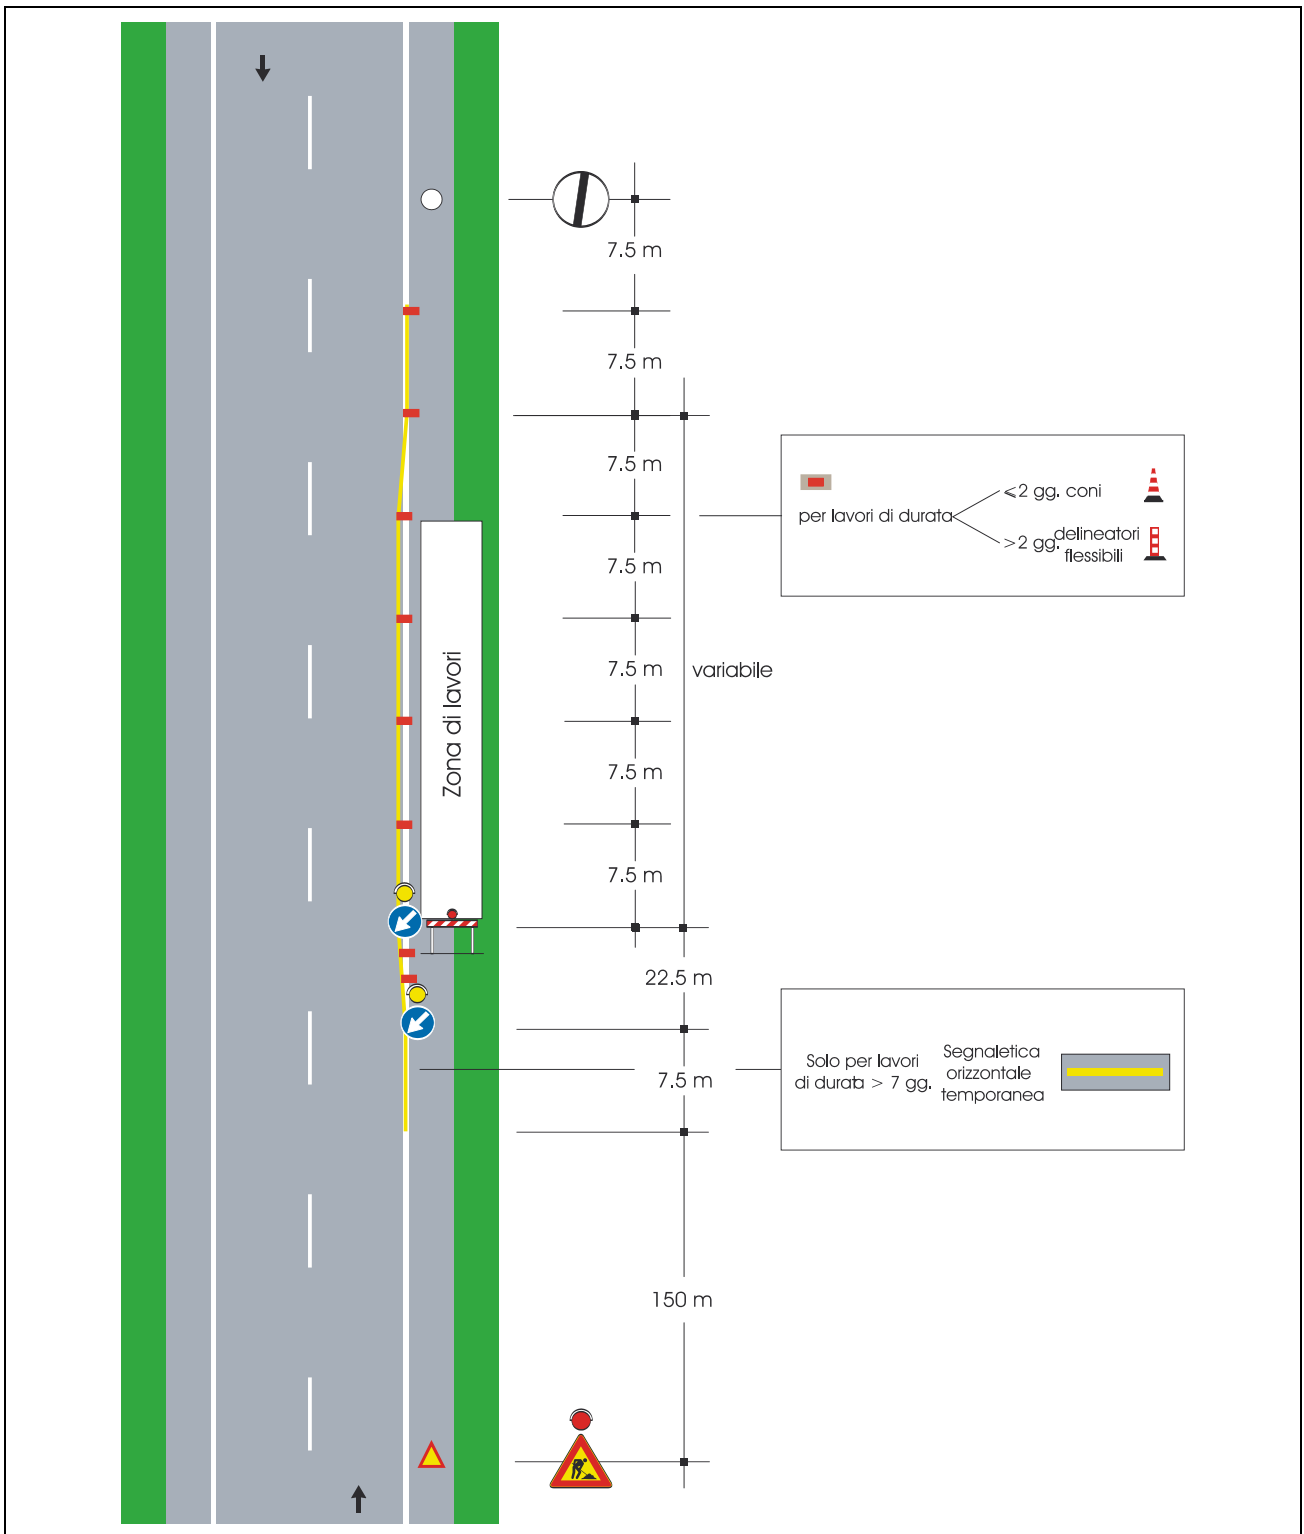 7.5 m
7.5 m
7.5 m
⩽2 gg. coni
per lavori di durata
>2 gg. delineatori
flessibili
7.5 m
7.5 m
variabile
Zona di lavori
7.5 m
7.5 m
22.5 m
Solo per lavori
di durata > 7 gg.
Segnaletica
orizzontale
temporanea
7.5 m
150 m